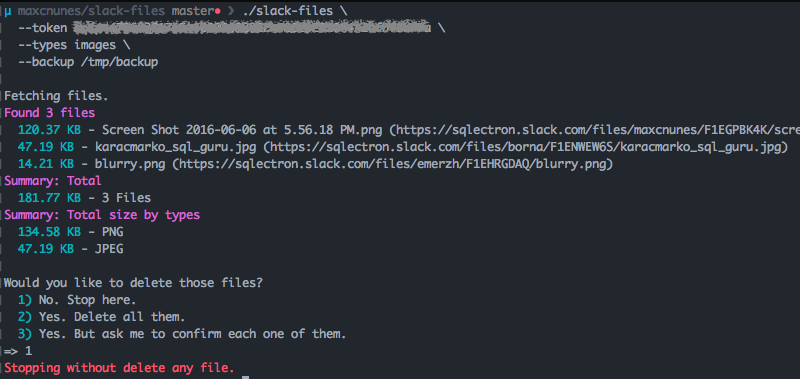 µ maxcnunes/slack-files master● ❯ ./slack-files \
--token \
--types images \
--backup /tmp/backup
Fetching files.
Found 3 files
120.37 KB - Screen Shot 2016-06-06 at 5.56.18 PM.png (https://sqlectron.slack.com/files/maxcnunes/F1EGPBK4K/scre
47.19 KB - karacmarko_sql_guru.jpg (https://sqlectron.slack.com/files/borna/F1ENWEW6S/karacmarko_sql_guru.jpg)
14.21 KB - blurry.png (https://sqlectron.slack.com/files/emerzh/F1EHRGDAQ/blurry.png)
Summary: Total
181.77 KB - 3 Files
Summary: Total size by types
134.58 KB - PNG
47.19 KB - JPEG
Would you like to delete those files?
1) No. Stop here.
2) Yes. Delete all them.
3) Yes. But ask me to confirm each one of them.
=> 1
Stopping without delete any file.